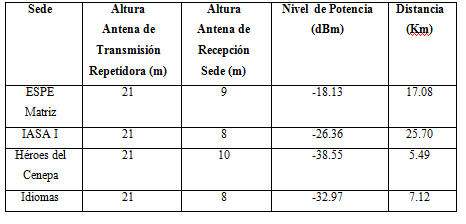 Sede Altura Antena de Transmisión Repetidora (m) Altura Antena de Recepción Sede (m) Nivel de Potencia (dBm) Distancia (Km)
ESPE Matriz 21 9 -18.13 17.08
IASA I 21 8 -26.36 25.70
Héroes del Cenepa 21 10 -38.55 5.49
Idiomas 21 8 -32.97 7.12